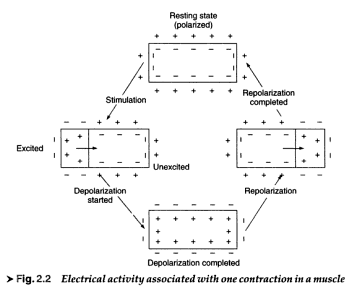 Resting state
(polarized)
+ + + + +
+ - - - - +
+ +
- - - -
+ + + + +
Stimulation
Repolarization
completed
- - + + +
Excited
+ + - - - +
+ + - - - +
- - + + +
Unexcited
+ + + - -
+ - - - + +
+ - - - + +
+ + + - -
Depolarization
started
Repolarization
- - - - -
+ + + + +
+ +
+ + + + +
- - - - -
Depolarization completed
➤ Fig. 2.2 Electrical activity associated with one contraction in a muscle